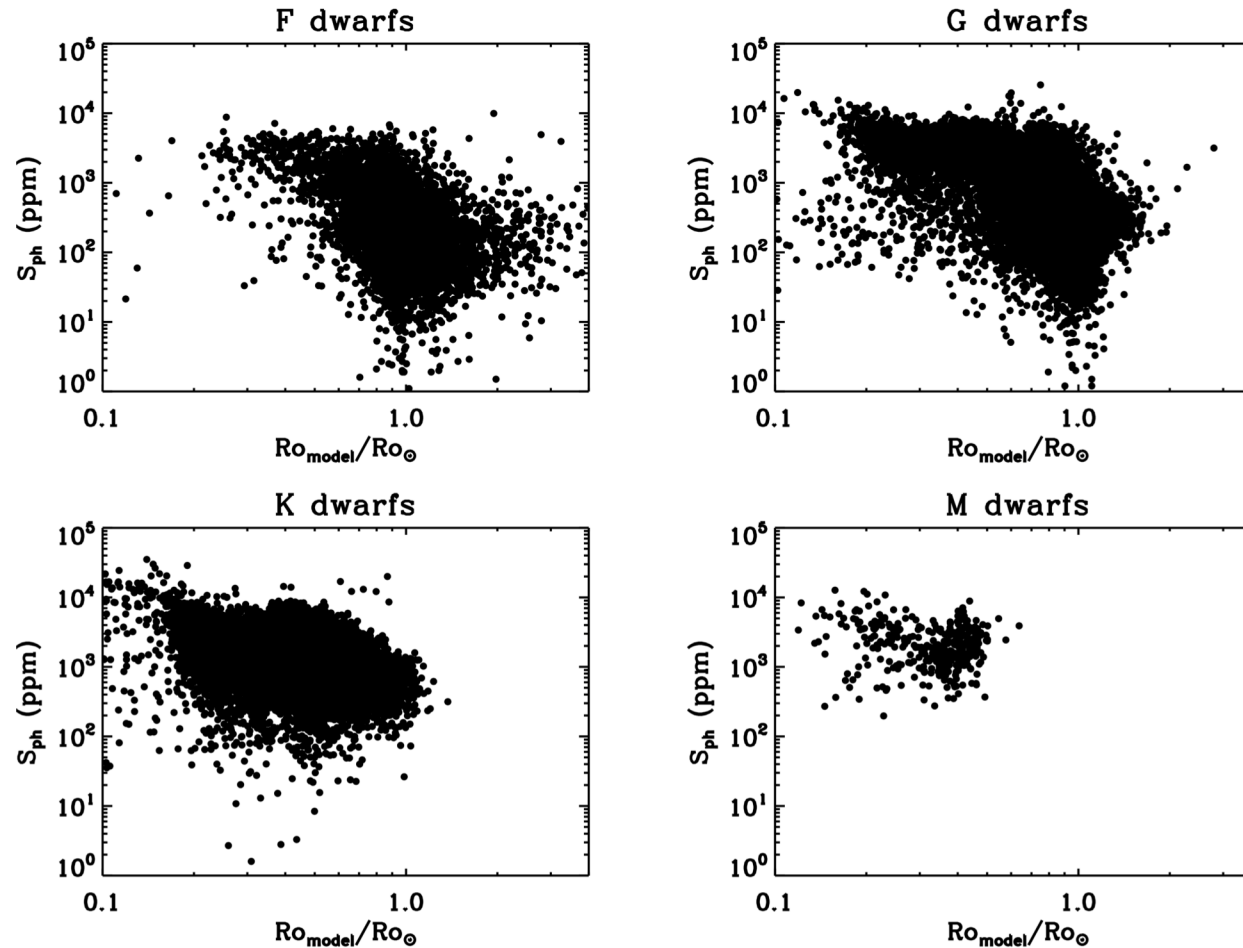 F dwarfs
10⁵
10⁴
10³
10²
10¹
10⁰
S_ph (ppm)
0.1 1.0
Ro_model/Ro_⊙
G dwarfs
10⁵
10⁴
10³
10²
10¹
10⁰
S_ph (ppm)
0.1 1.0
Ro_model/Ro_⊙
K dwarfs
10⁵
10⁴
10³
10²
10¹
10⁰
S_ph (ppm)
0.1 1.0
Ro_model/Ro_⊙
M dwarfs
10⁵
10⁴
10³
10²
10¹
10⁰
S_ph (ppm)
0.1 1.0
Ro_model/Ro_⊙